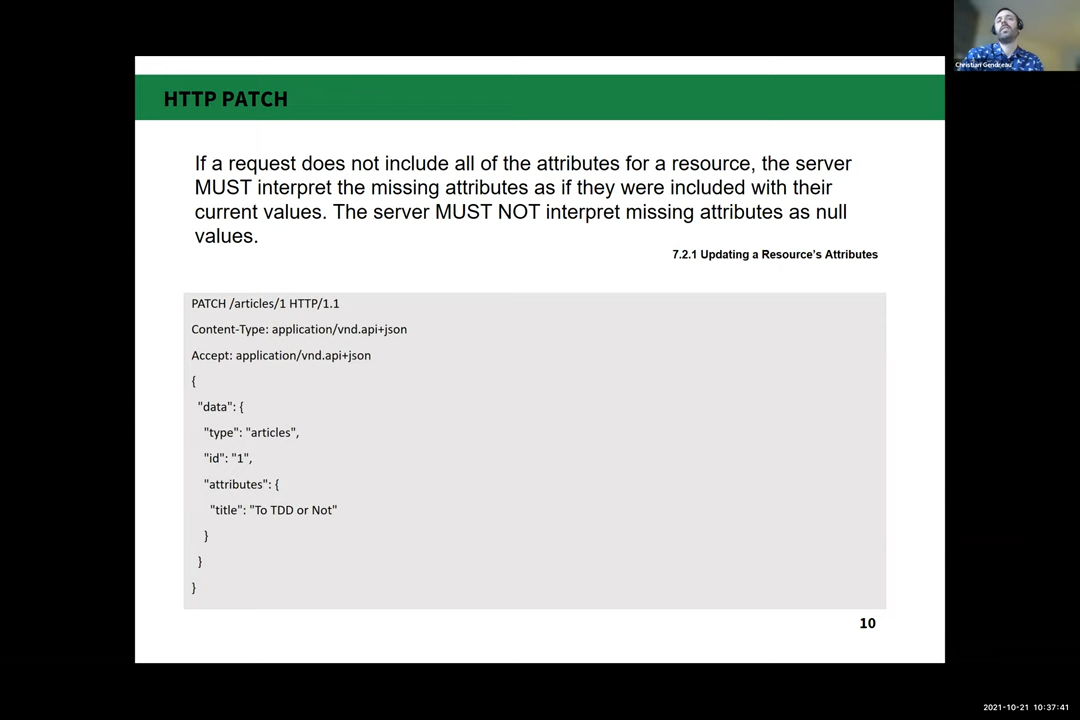 Christian Gendreau
HTTP PATCH
If a request does not include all of the attributes for a resource, the server
MUST interpret the missing attributes as if they were included with their
current values. The server MUST NOT interpret missing attributes as null
values.
7.2.1 Updating a Resource's Attributes
PATCH /articles/1 HTTP/1.1
Content-Type: application/vnd.api+json
Accept: application/vnd.api+json
{
"data": {
"type": "articles",
"id": "1",
"attributes": {
"title": "To TDD or Not"
}
}
}
10
2021-10-21 10:37:41